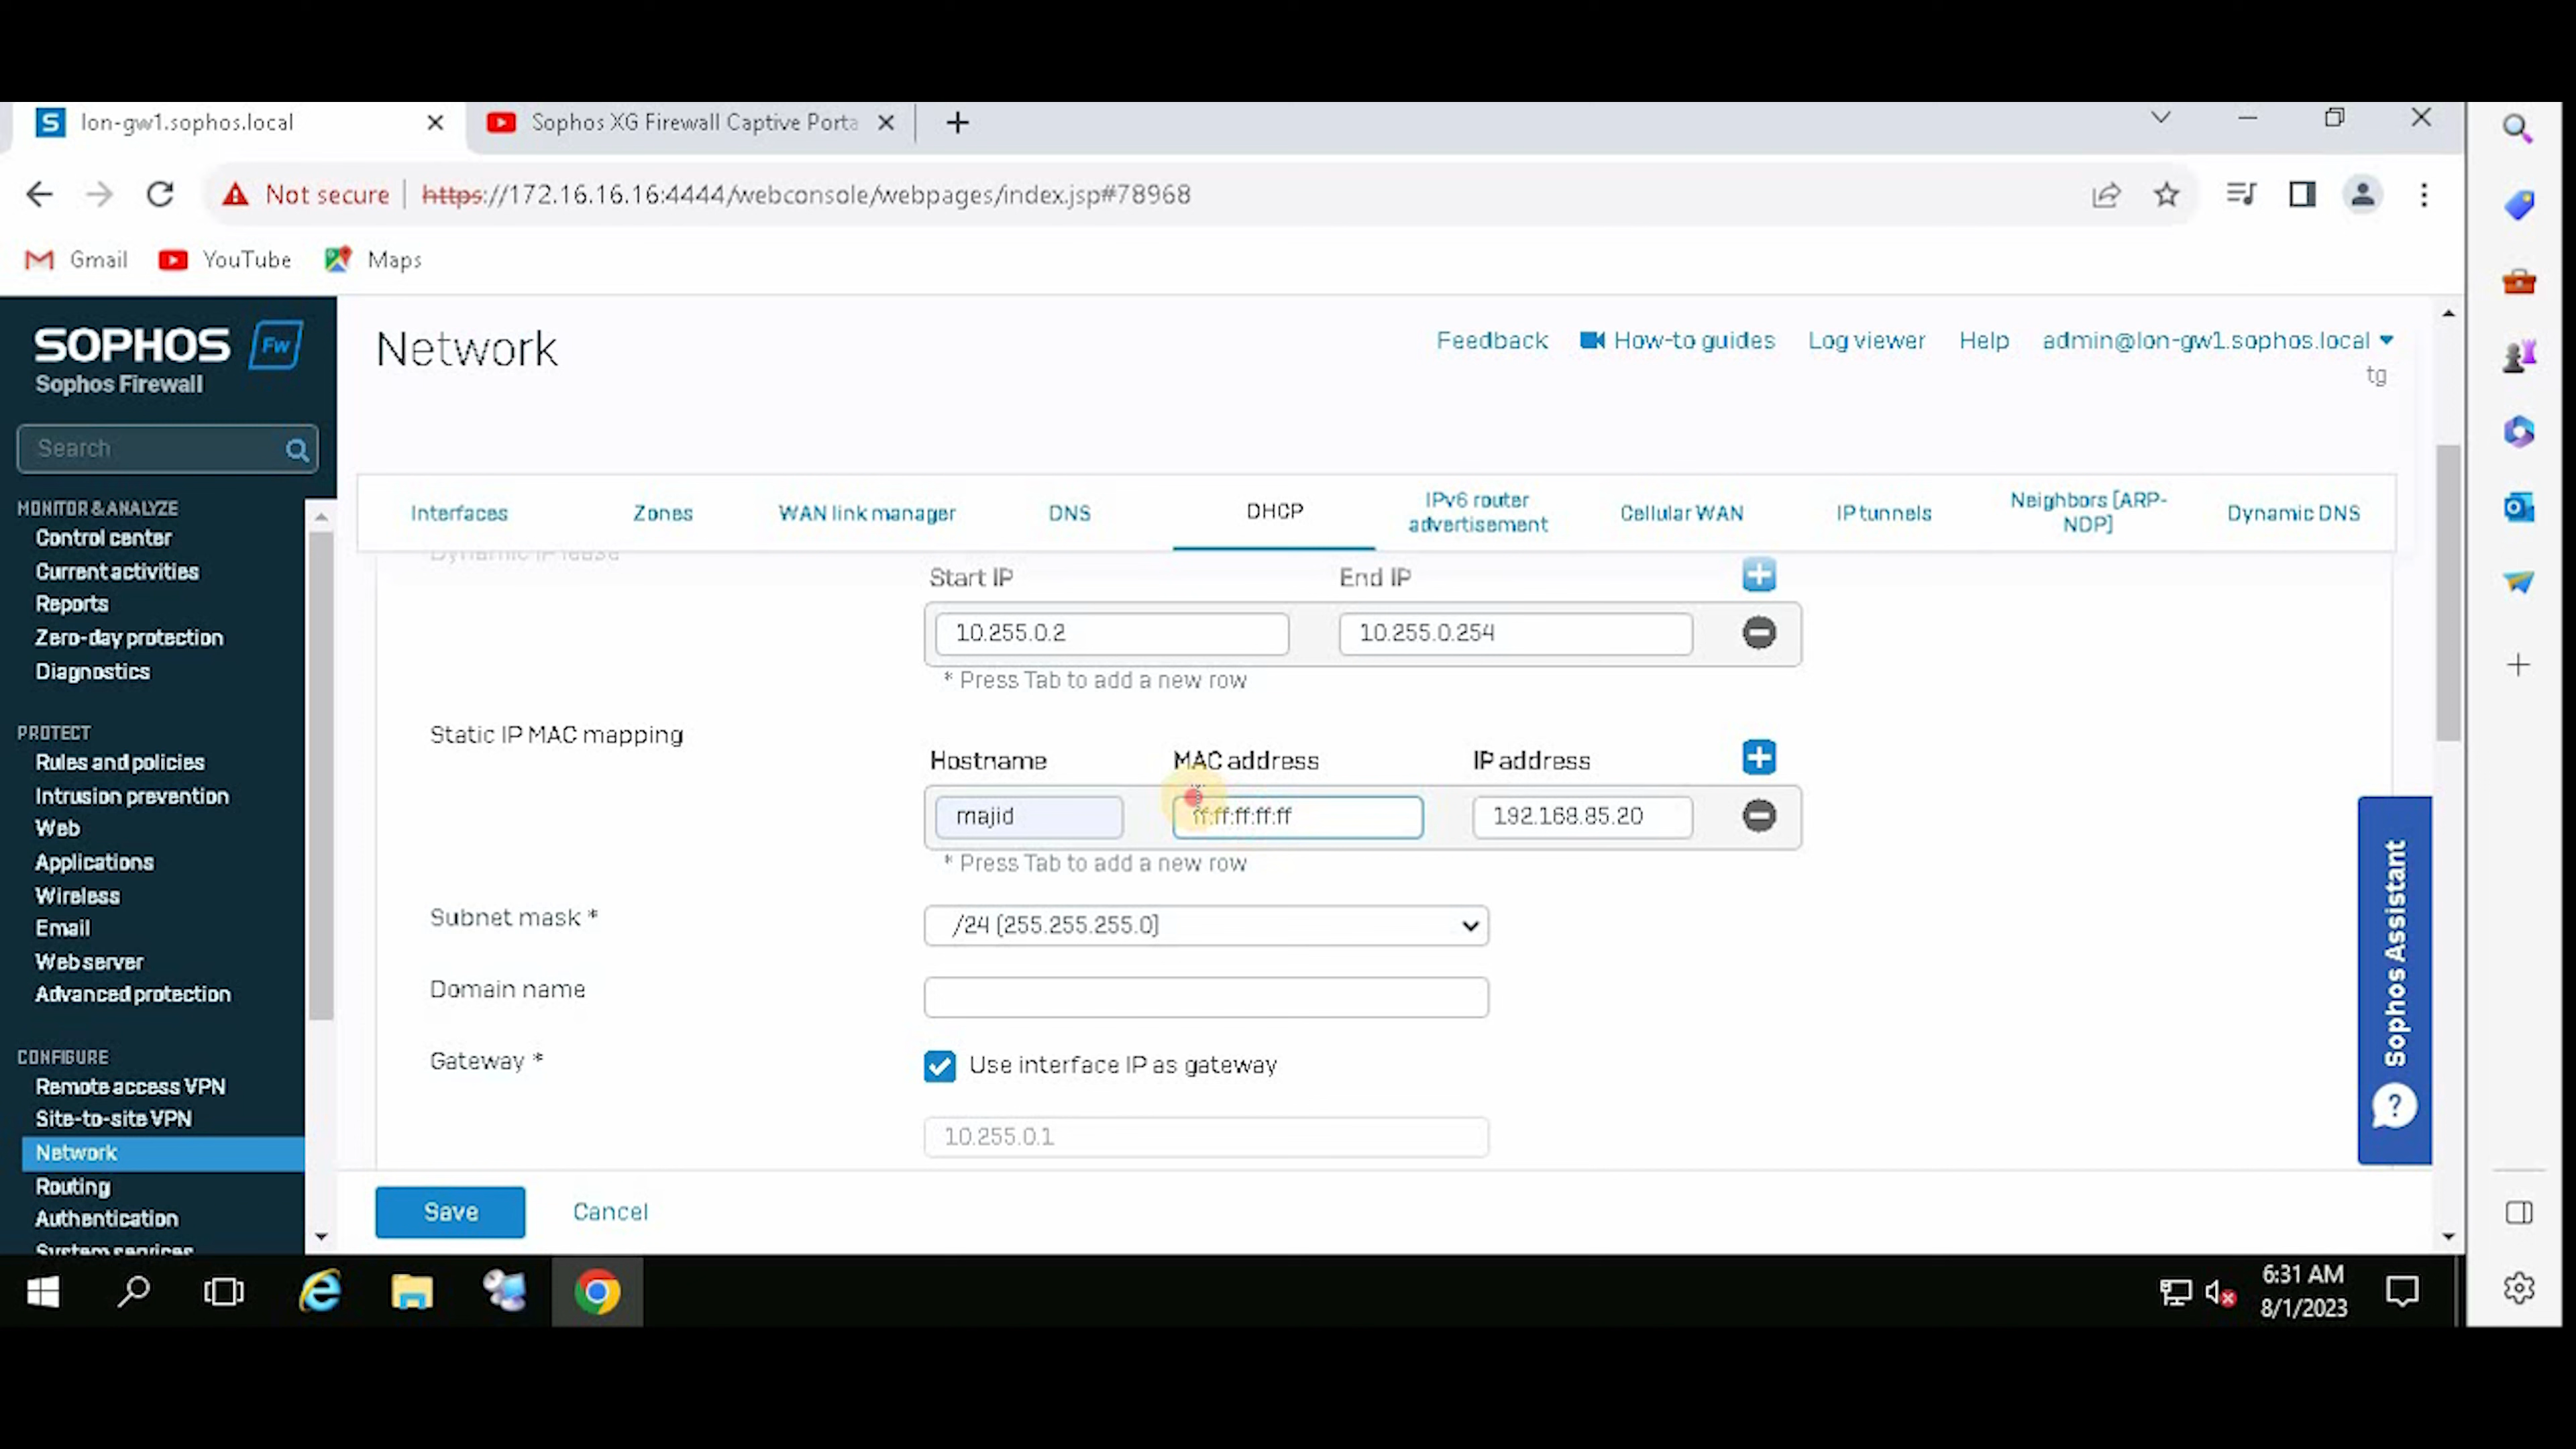 lon-gw1.sophos.local
Sophos XG Firewall Captive Porta
Not secure
https://172.16.16.16:4444/webconsole/webpages/index.jsp#78968
Gmail
YouTube
Maps
SOPHOS
Fw
Sophos Firewall
Search
MONITOR & ANALYZE
Control center
Current activities
Reports
Zero-day protection
Diagnostics
PROTECT
Rules and policies
Intrusion prevention
Web
Applications
Wireless
Email
Web server
Advanced protection
CONFIGURE
Remote access VPN
Site-to-site VPN
Network
Routing
Authentication
System services
Network
Feedback
How-to guides
Log viewer
Help
admin@lon-gw1.sophos.local
tg
Interfaces
Zones
WAN link manager
DNS
DHCP
IPv6 router
advertisement
Cellular WAN
IP tunnels
Neighbors [ARP-
NDP]
Dynamic DNS
Dynamic IP lease
Start IP
End IP
10.255.0.2
10.255.0.254
* Press Tab to add a new row
Static IP MAC mapping
Hostname
MAC address
IP address
majid
ff:ff:ff:ff:ff
192.168.85.20
* Press Tab to add a new row
Subnet mask *
/24 [255.255.255.0]
Domain name
Gateway *
Use interface IP as gateway
10.255.0.1
Save
Cancel
Sophos Assistant
6:31 AM
8/1/2023